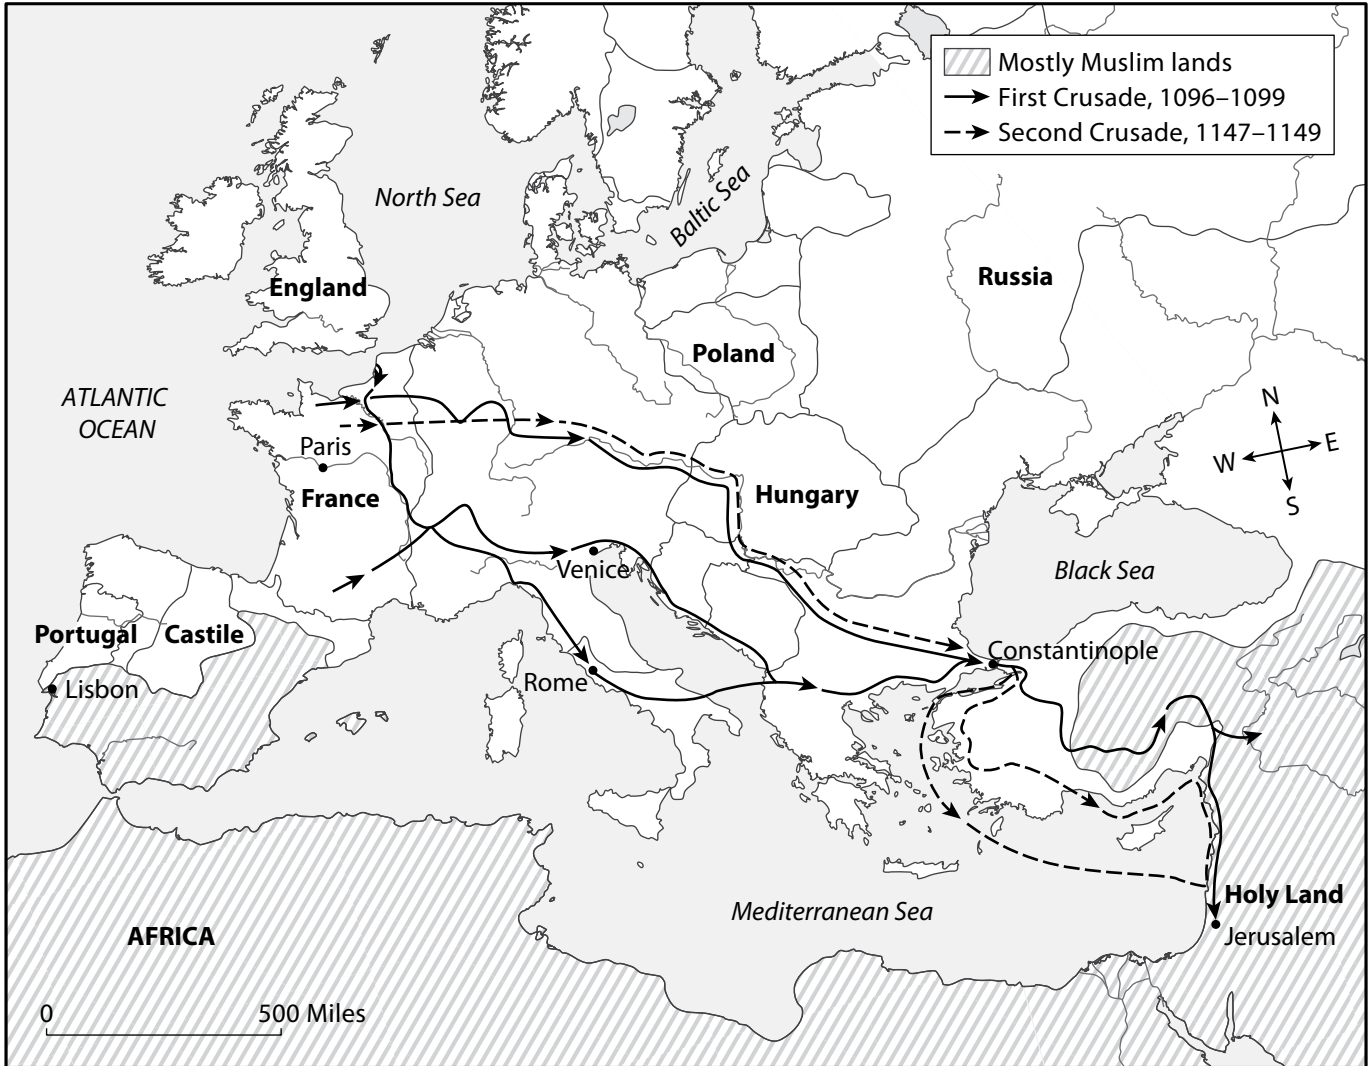 Mostly Muslim lands
First Crusade, 1096–1099
Second Crusade, 1147–1149
North Sea
Baltic Sea
England
Russia
Poland
ATLANTIC
OCEAN
N
W
E
S
Paris
France
Hungary
Venice
Black Sea
Portugal
Castile
Constantinople
Lisbon
Rome
Holy Land
Mediterranean Sea
Jerusalem
AFRICA
0
500 Miles